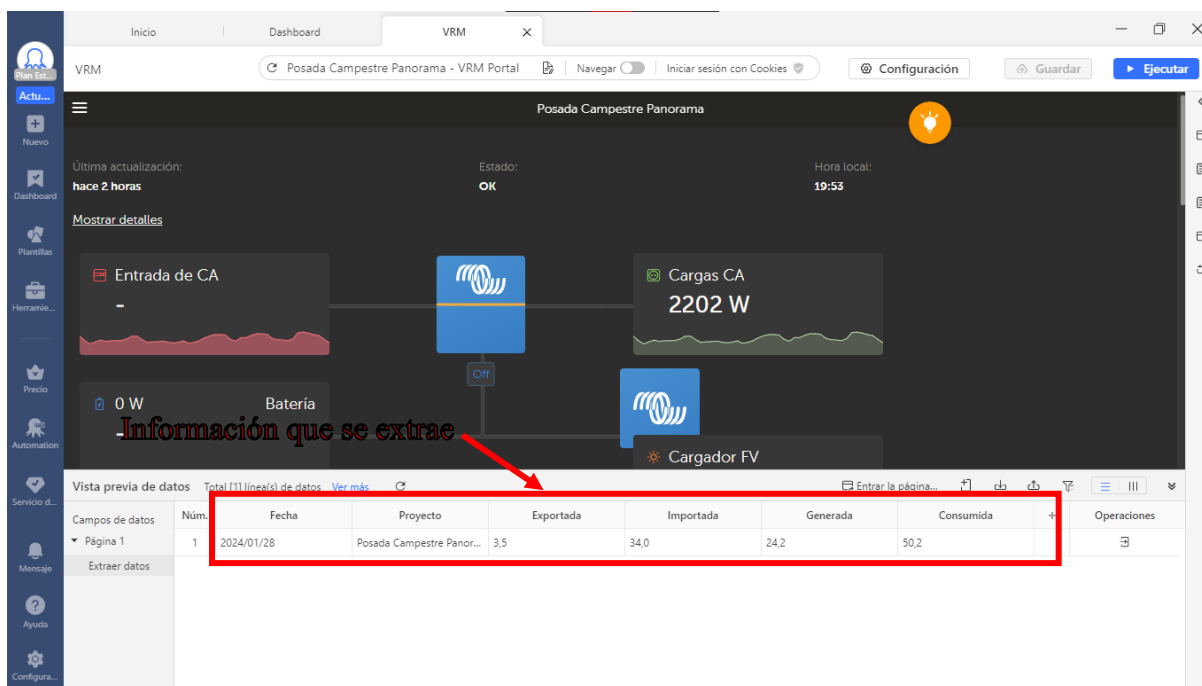 Inicio Dashboard VRM
Plan Est...
VRM Posada Campestre Panorama - VRM Portal Navegar Iniciar sesión con Cookies Configuración Guardar Ejecutar
Actu...
Posada Campestre Panorama
Nuevo
Última actualización: Estado: Hora local:
hace 2 horas OK 19:53
Dashboard
Mostrar detalles
Plantillas
Entrada de CA Cargas CA
- 2202 W
Herramie...
Off
Precio
0 W Batería
Información que se extrae
-
Automation
Cargador FV
Vista previa de datos Total [1] línea(s) de datos Ver más Entrar la página...
Servicio d...
Campos de datos Núm. Fecha Proyecto Exportada Importada Generada Consumida + Operaciones
Página 1 1 2024/01/28 Posada Campestre Panor... 3,5 34,0 24,2 50,2
Extraer datos
Mensaje
Ayuda
Configura...